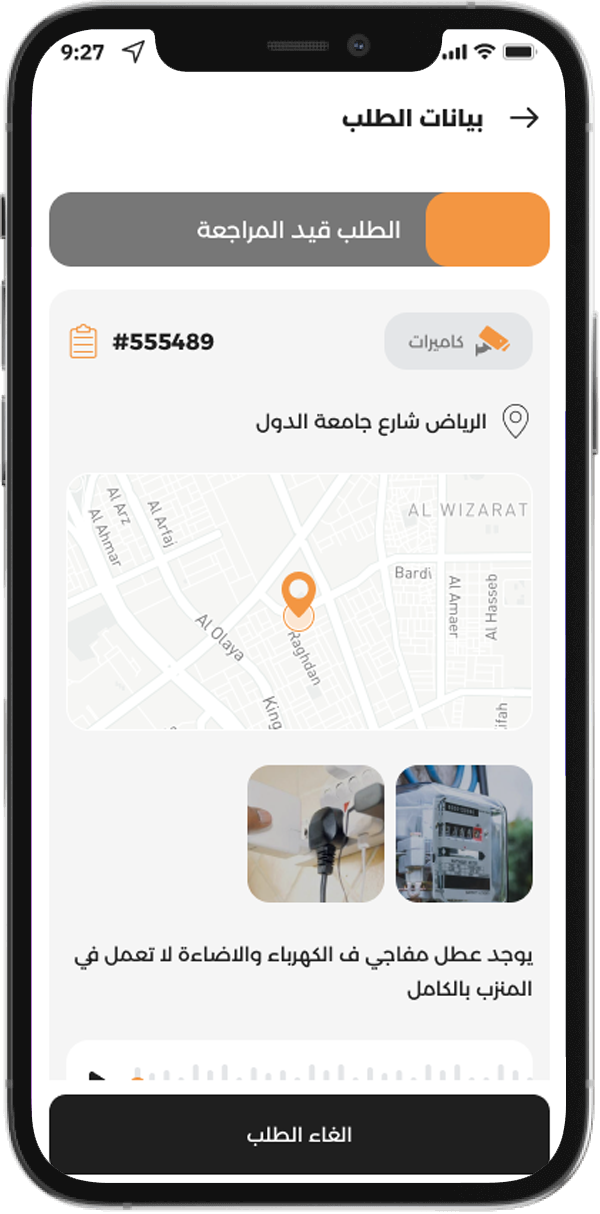 9:27
بيانات الطلب
الطلب قيد المراجعة
كاميرات
#555489
الرياض شارع جامعة الدول
AL WIZARAT
Al Arz
Al Arfaj
Al Ahmar
Bardi
Al Amaer
Al Hasseb
Al Olaya
Raghdan
King
ifah
يوجد عطل مفاجي ف الكهرباء والاضاءة لا تعمل في
المنزب بالكامل
الغاء الطلب